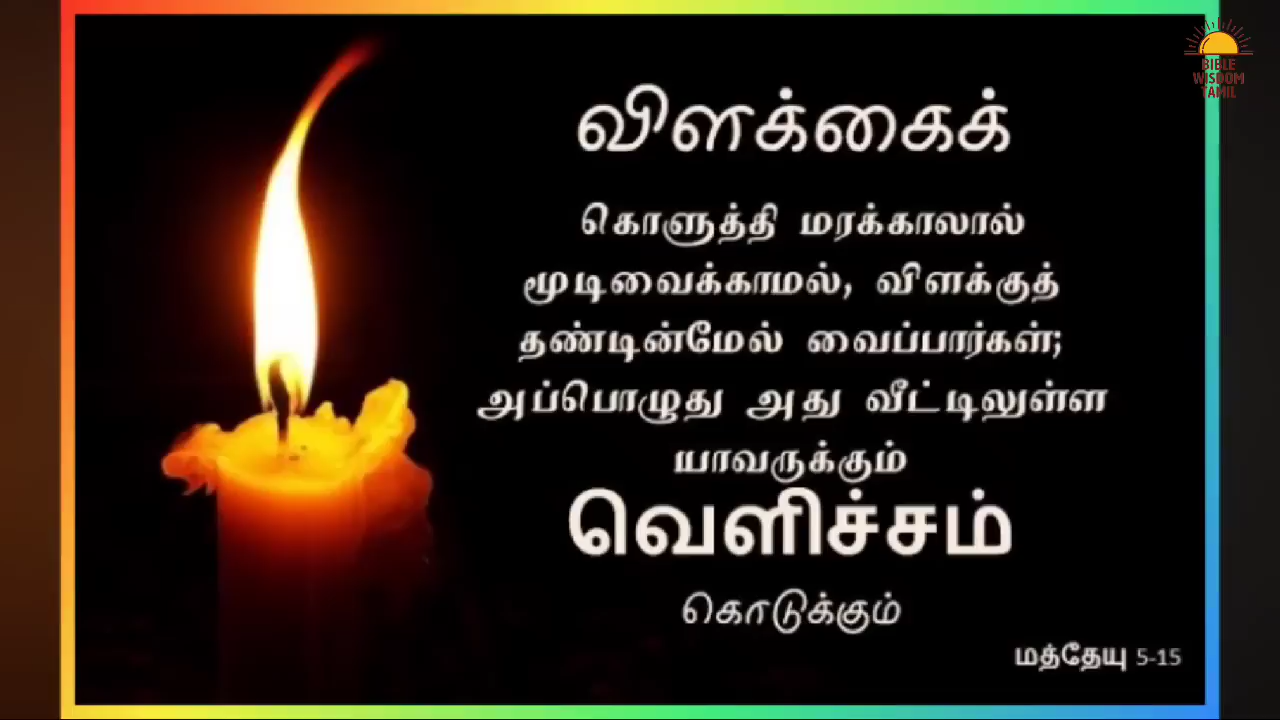 விளக்கைக்
கொளுத்தி மரக்காலால்
மூடிவைக்காமல், விளக்குத்
தண்டின்மேல் வைப்பார்கள்;
அப்பொழுது அது வீட்டிலுள்ள
யாவருக்கும்
வெளிச்சம்
கொடுக்கும்
மத்தேயு 5-15
BIBLE
WISDOM
TAMIL